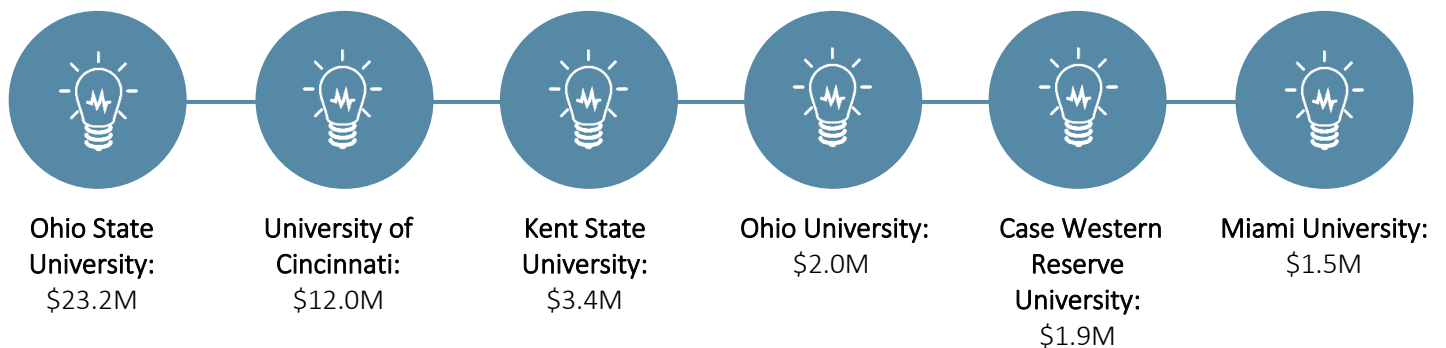 Ohio State
University:
$23.2M
University of
Cincinnati:
$12.0M
Kent State
University:
$3.4M
Ohio University:
$2.0M
Case Western
Reserve
University:
$1.9M
Miami University:
$1.5M